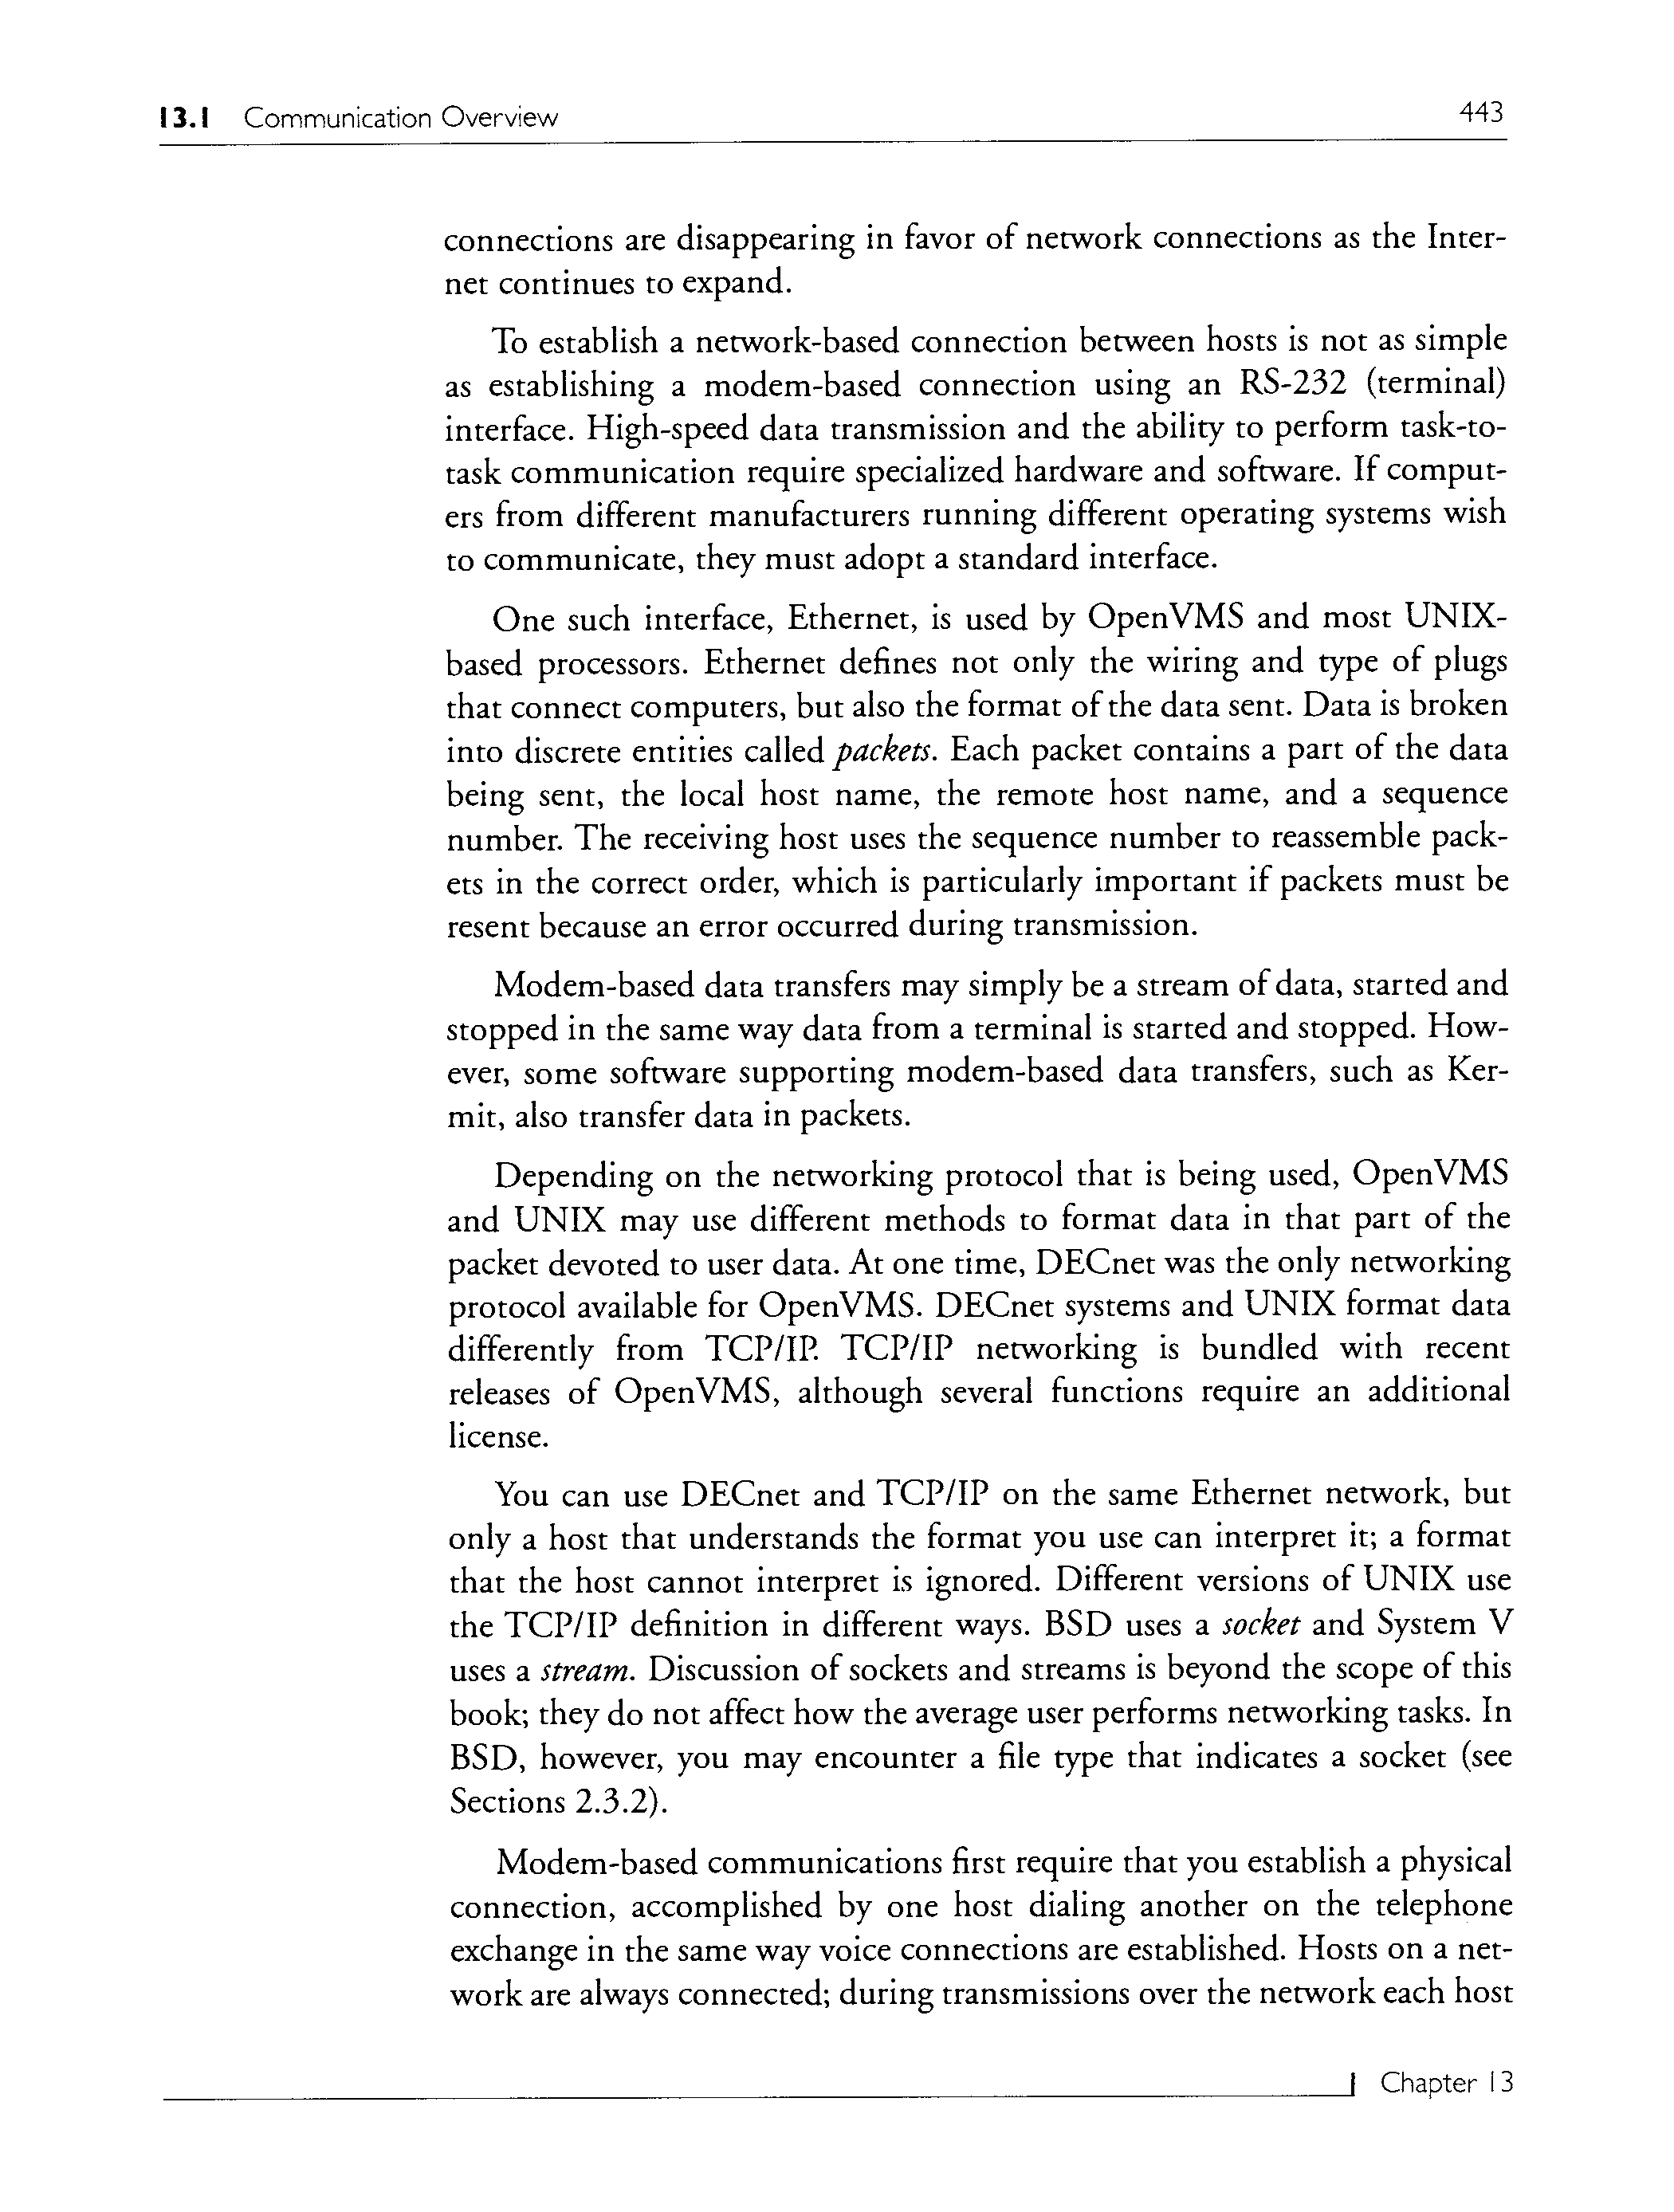 13.1 Communication Overview 443
connections are disappearing in favor of network connections as the Inter-
net continues to expand.
To establish a network-based connection between hosts is not as simple
as establishing a modem-based connection using an RS-232 (terminal)
interface. High-speed data transmission and the ability to perform task-to-
task communication require specialized hardware and software. If comput-
ers from different manufacturers running different operating systems wish
to communicate, they must adopt a standard interface.
One such interface, Ethernet, is used by OpenVMS and most UNIX-
based processors. Ethernet defines not only the wiring and type of plugs
that connect computers, but also the format of the data sent. Data is broken
into discrete entities called packets. Each packet contains a part of the data
being sent, the local host name, the remote host name, and a sequence
number. The receiving host uses the sequence number to reassemble pack-
ets in the correct order, which is particularly important if packets must be
resent because an error occurred during transmission.
Modem-based data transfers may simply be a stream of data, started and
stopped in the same way data from a terminal is started and stopped. How-
ever, some software supporting modem-based data transfers, such as Ker-
mit, also transfer data in packets.
Depending on the networking protocol that is being used, OpenVMS
and UNIX may use different methods to format data in that part of the
packet devoted to user data. At one time, DECnet was the only networking
protocol available for OpenVMS. DECnet systems and UNIX format data
differently from TCP/IP. TCP/IP networking is bundled with recent
releases of OpenVMS, although several functions require an additional
license.
You can use DECnet and TCP/IP on the same Ethernet network, but
only a host that understands the format you use can interpret it; a format
that the host cannot interpret is ignored. Different versions of UNIX use
the TCP/IP definition in different ways. BSD uses a socket and System V
uses a stream. Discussion of sockets and streams is beyond the scope of this
book; they do not affect how the average user performs networking tasks. In
BSD, however, you may encounter a file type that indicates a socket (see
Sections 2.3.2).
Modem-based communications first require that you establish a physical
connection, accomplished by one host dialing another on the telephone
exchange in the same way voice connections are established. Hosts on a net-
work are always connected; during transmissions over the network each host
Chapter 13